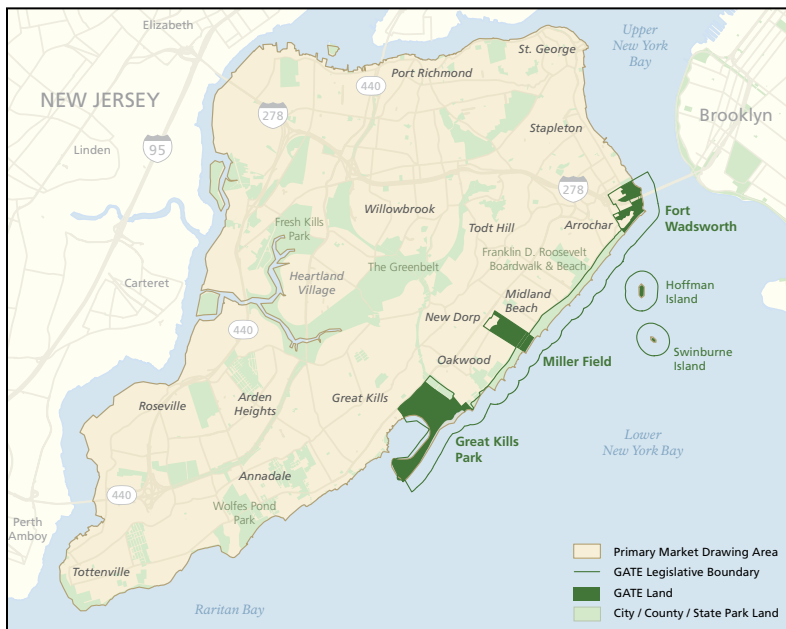 Elizabeth
Upper
New York
Bay
St. George
Port Richmond
440
NEW JERSEY
278
Brooklyn
Stapleton
95
Linden
278
Willowbrook
Fort
Wadsworth
Fresh Kills
Park
Todt Hill
Arrochar
Franklin D. Roosevelt
Boardwalk & Beach
The Greenbelt
Heartland
Village
Carteret
Hoffman
Island
Midland
Beach
New Dorp
440
Swinburne
Island
Oakwood
Miller Field
Roseville
Arden
Heights
Great Kills
Great Kills
Park
Lower
New York Bay
Annadale
440
Wolfes Pond
Park
Perth
Amboy
Tottenville
Raritan Bay
Primary Market Drawing Area
GATE Legislative Boundary
GATE Land
City / County / State Park Land